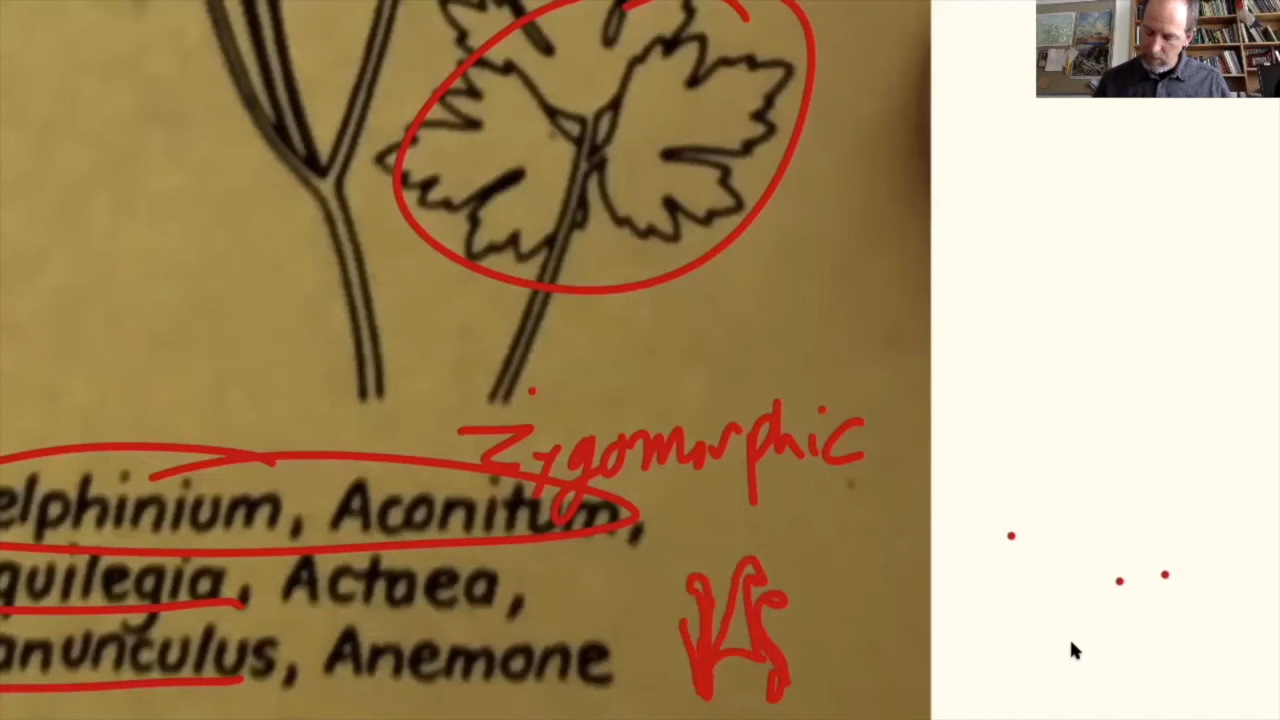 Zygomorphic
elphinium, Aconitum,
quilegia, Actaea,
anunculus, Anemone